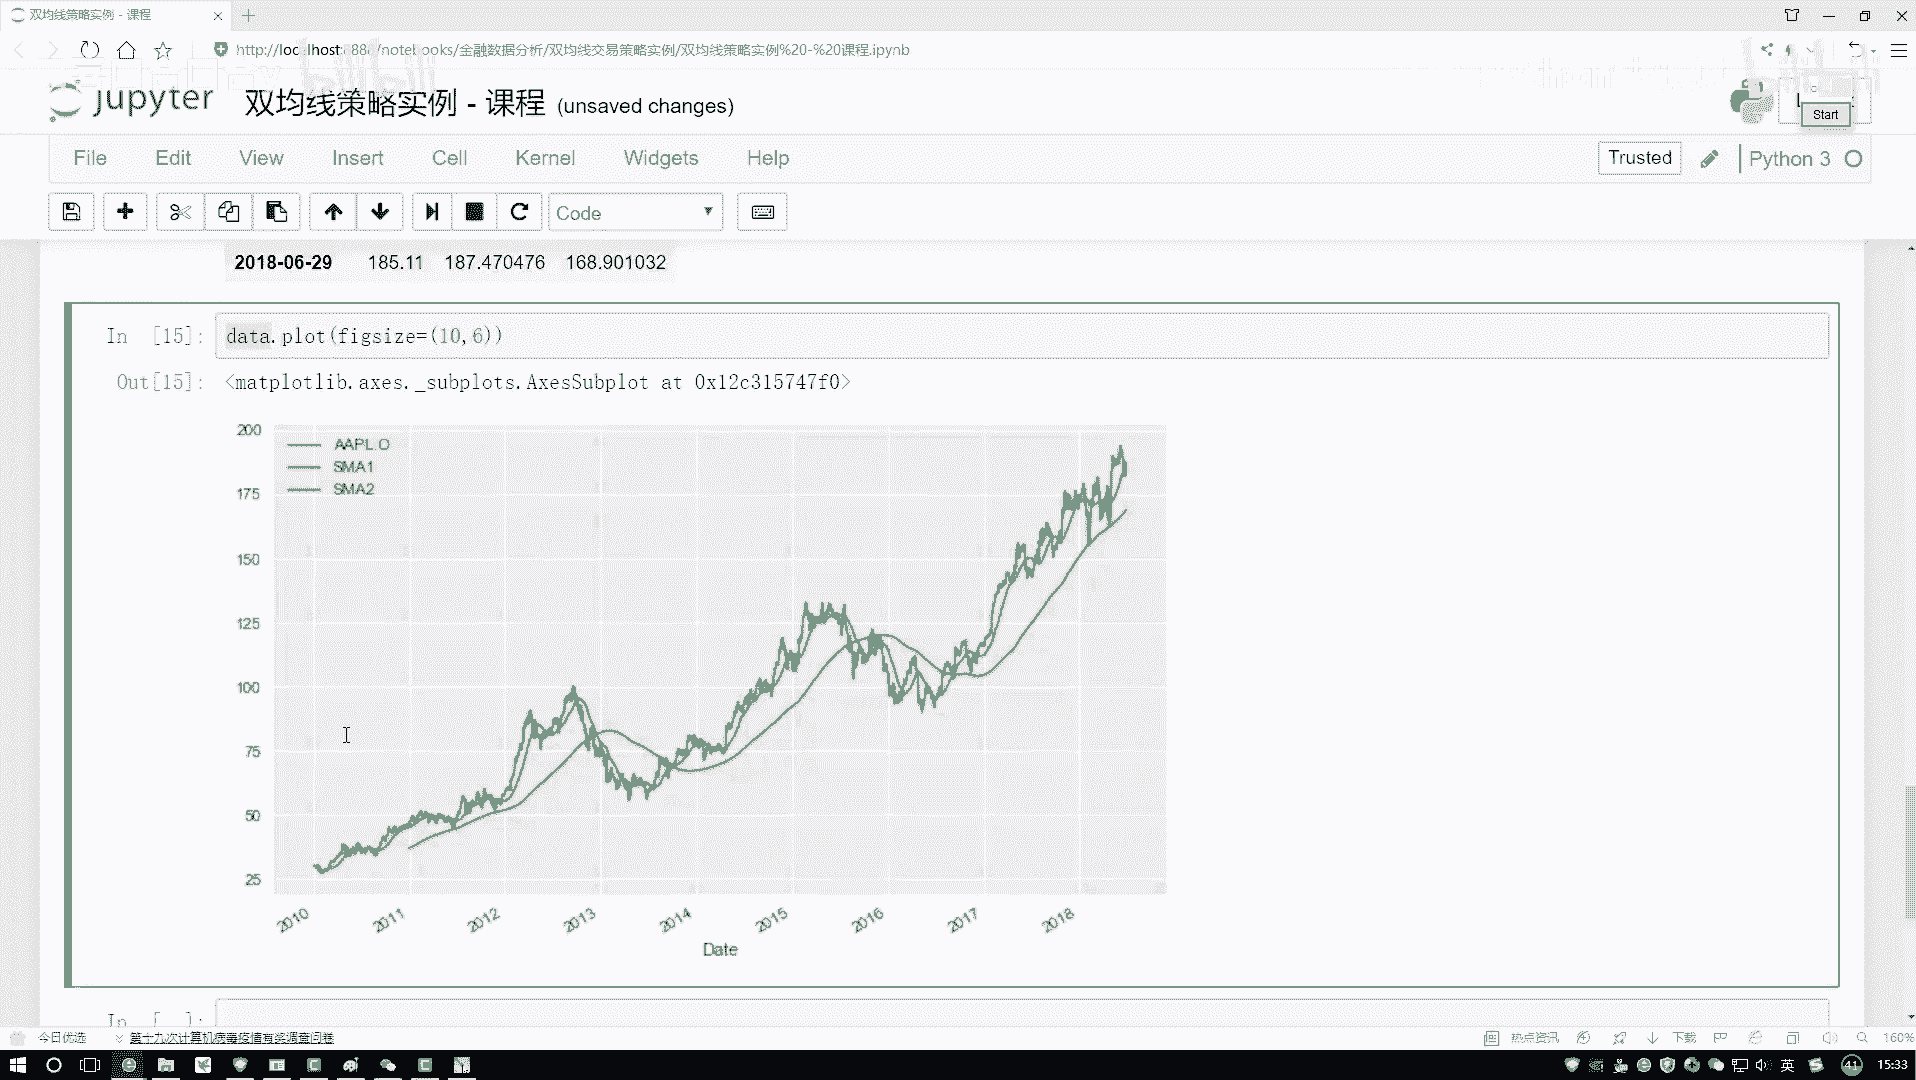 双均线策略实例 - 课程
http://localhost:888/notebooks/金融数据分析/双均线交易策略实例/双均线策略实例%20-%20课程.ipynb
jupyter 双均线策略实例 - 课程 (unsaved changes)
Start
File Edit View Insert Cell Kernel Widgets Help
Trusted Python 3 O
Code
2018-06-29 185.11 187.470476 168.901032
In [15]: data.plot(figsize=(10,6))
Out[15]: <matplotlib.axes._subplots.AxesSubplot at 0x12c315747f0>
AAPL.O
SMA1
SMA2
200
175
150
125
100
75
50
25
2010 2011 2012 2013 2014 2015 2016 2017 2018
Date
In [ ]:
今日优选 第十九次计算机病毒疫情有奖调查问卷 热点资讯 下载 160%
英 41 15:33